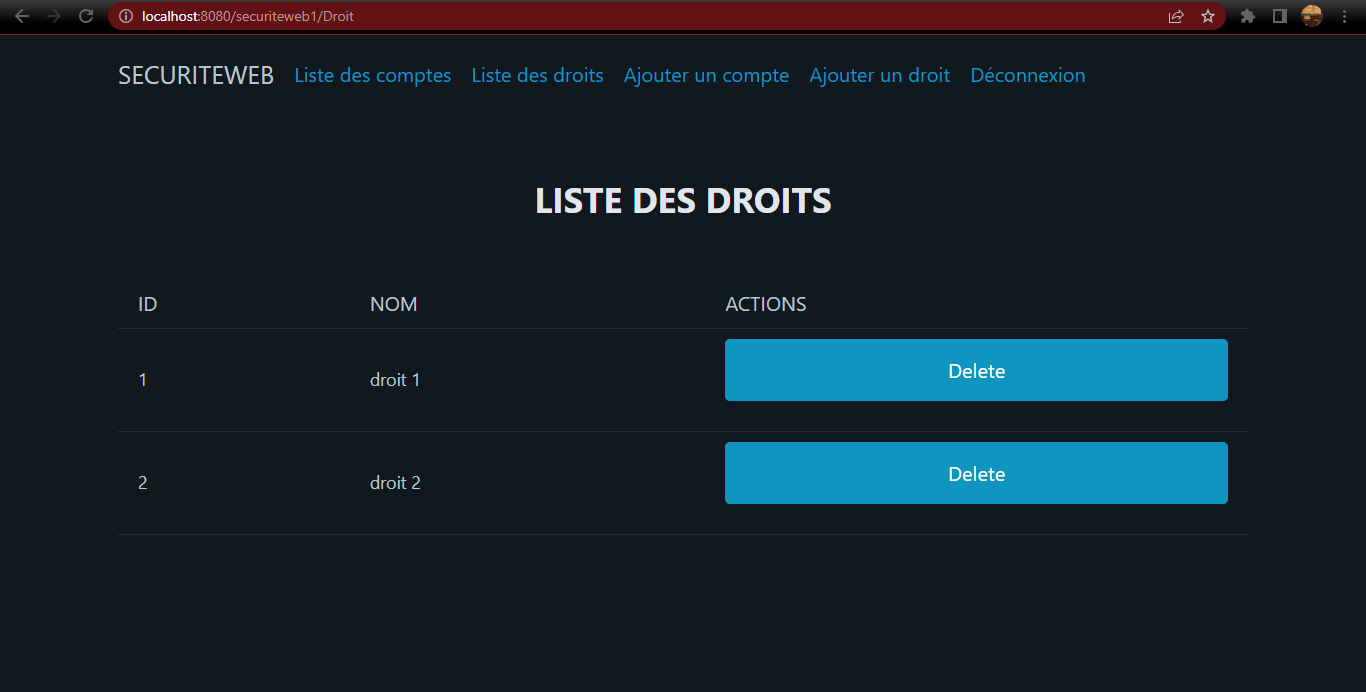 localhost:8080/securiteweb1/Droit
SECURITEWEB Liste des comptes Liste des droits Ajouter un compte Ajouter un droit Déconnexion
LISTE DES DROITS
ID NOM ACTIONS
1 droit 1 Delete
2 droit 2 Delete